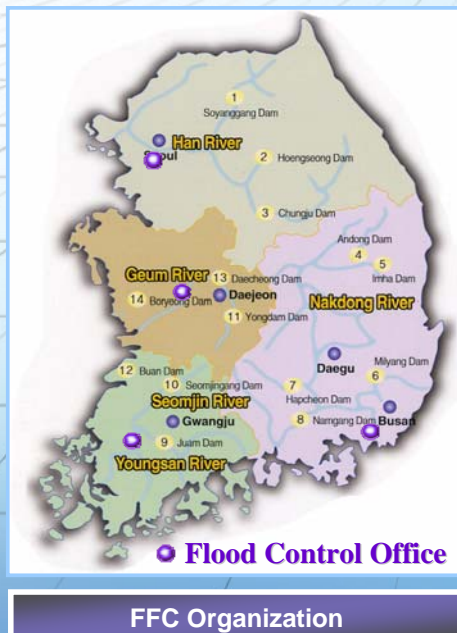 1
Soyanggang Dam
Han River
Seoul
2
Hoengseong Dam
3
Chungju Dam
Andong Dam
4
5
Imha Dam
Geum River
13
Daecheong Dam
14
Boryeong Dam
Daejeon
Nakdong River
11
Yongdam Dam
Daegu
Milyang Dam
6
12
Buan Dam
10
Seomjingang Dam
7
Hapcheon Dam
Seomjin River
Gwangju
8
Namgang Dam
Busan
9
Juam Dam
Youngsan River
Flood Control Office
FFC Organization